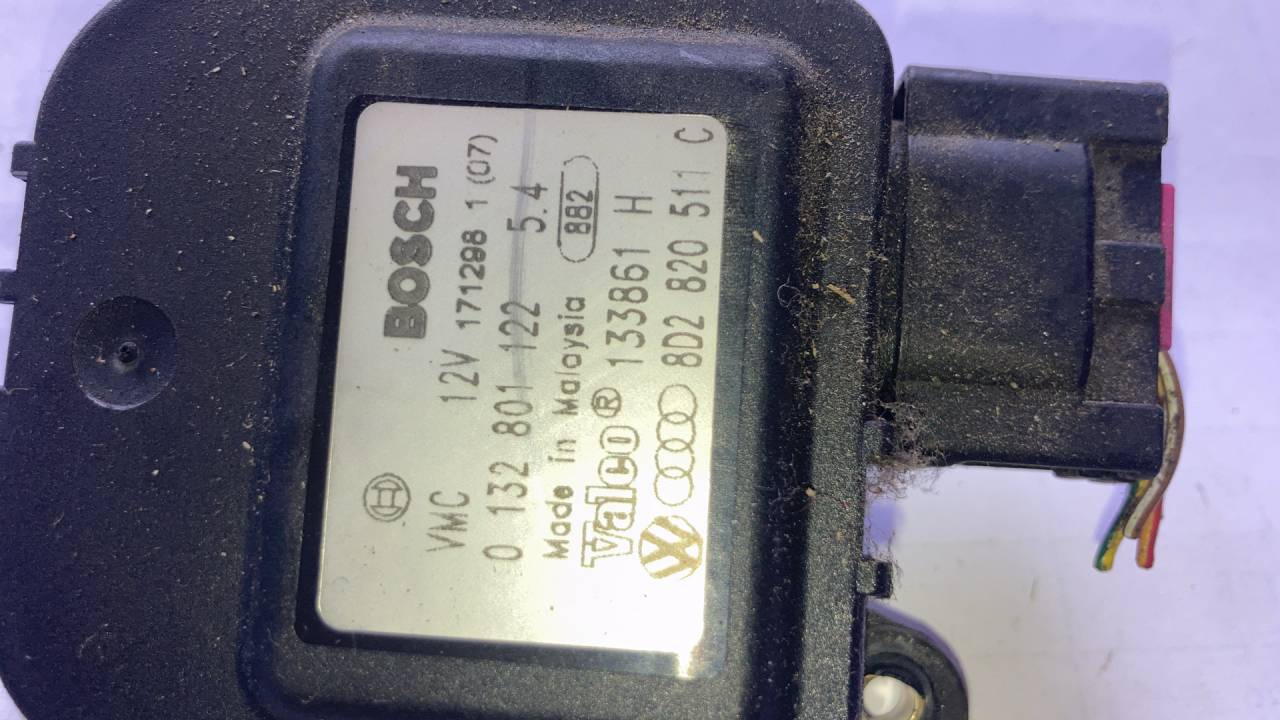 BOSCH
VMC 12V 171298 1 (07)
0 132 801 122 5.4
Made in Malaysia 882
Valeo® 133861 H
8D2 820 511 C